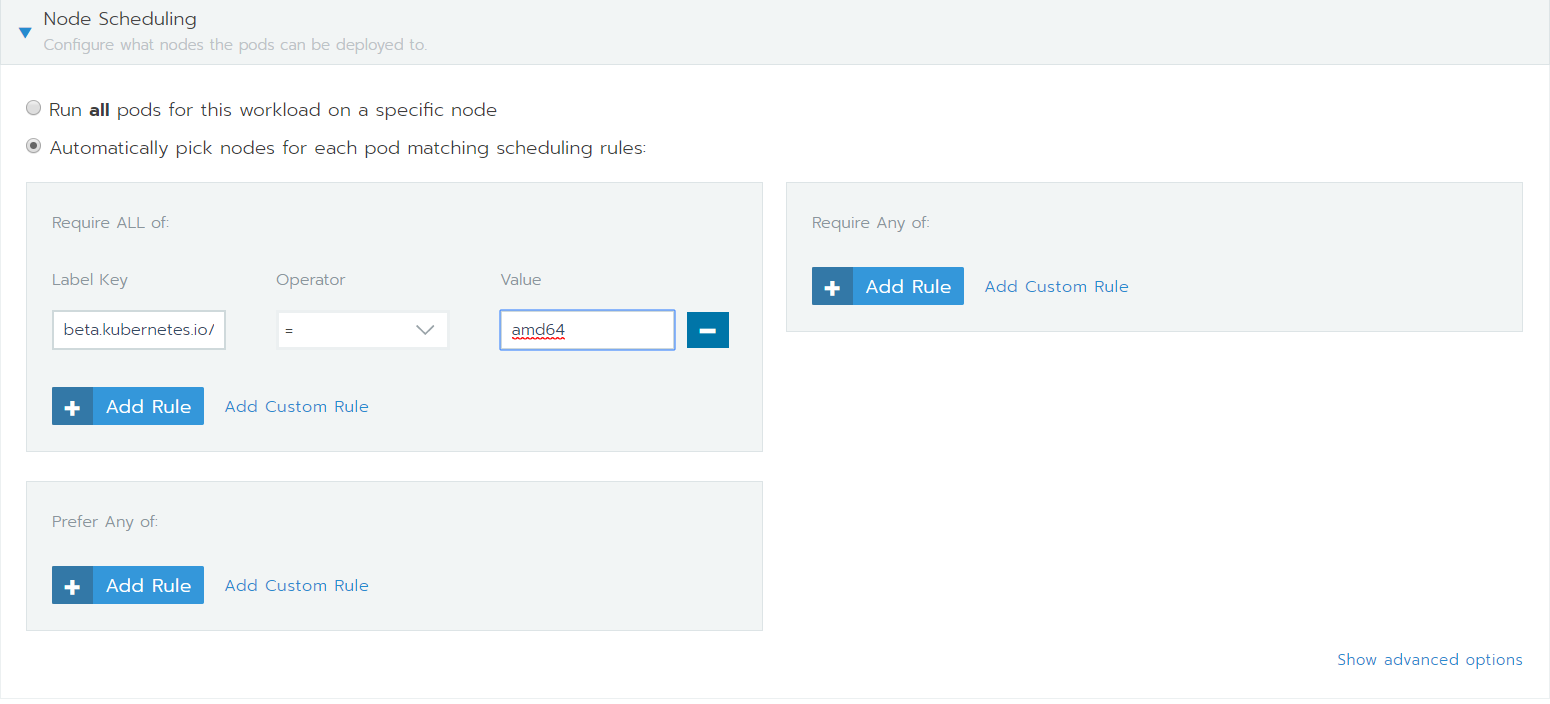 Node Scheduling
Configure what nodes the pods can be deployed to.
Run all pods for this workload on a specific node
Automatically pick nodes for each pod matching scheduling rules:
Require ALL of:
Label Key Operator Value
beta.kubernetes.io/ = amd64
Add Rule Add Custom Rule
Require Any of:
Add Rule Add Custom Rule
Prefer Any of:
Add Rule Add Custom Rule
Show advanced options